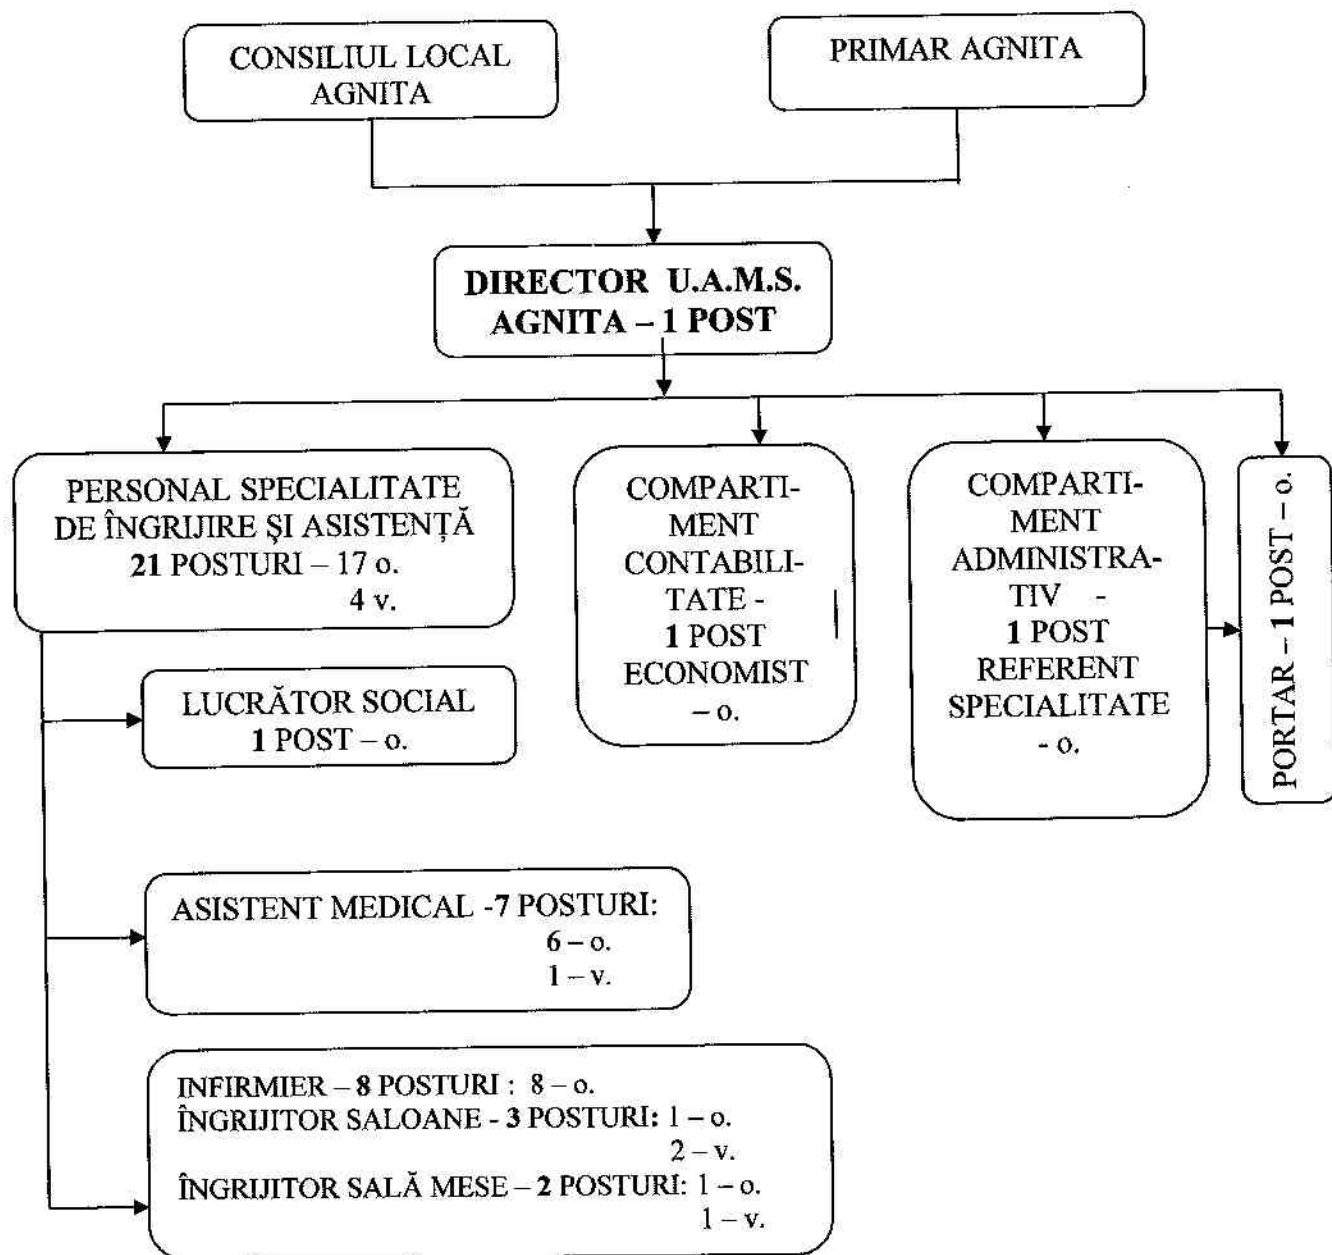 CONSILIUL LOCAL
AGNITA
PRIMAR AGNITA
DIRECTOR U.A.M.S.
AGNITA – 1 POST
PERSONAL SPECIALITATE
DE ÎNGRIJIRE ŞI ASISTENŢĂ
21 POSTURI – 17 o.
4 v.
COMPARTI-
MENT
CONTABILI-
TATE -
1 POST
ECONOMIST
– o.
COMPARTI-
MENT
ADMINISTRA-
TIV -
1 POST
REFERENT
SPECIALITATE
- o.
PORTAR – 1 POST – o.
LUCRĂTOR SOCIAL
1 POST – o.
ASISTENT MEDICAL -7 POSTURI:
6 – o.
1 – v.
INFIRMIER – 8 POSTURI : 8 – o.
ÎNGRIJITOR SALOANE - 3 POSTURI: 1 – o.
2 – v.
ÎNGRIJITOR SALĂ MESE – 2 POSTURI: 1 – o.
1 – v.